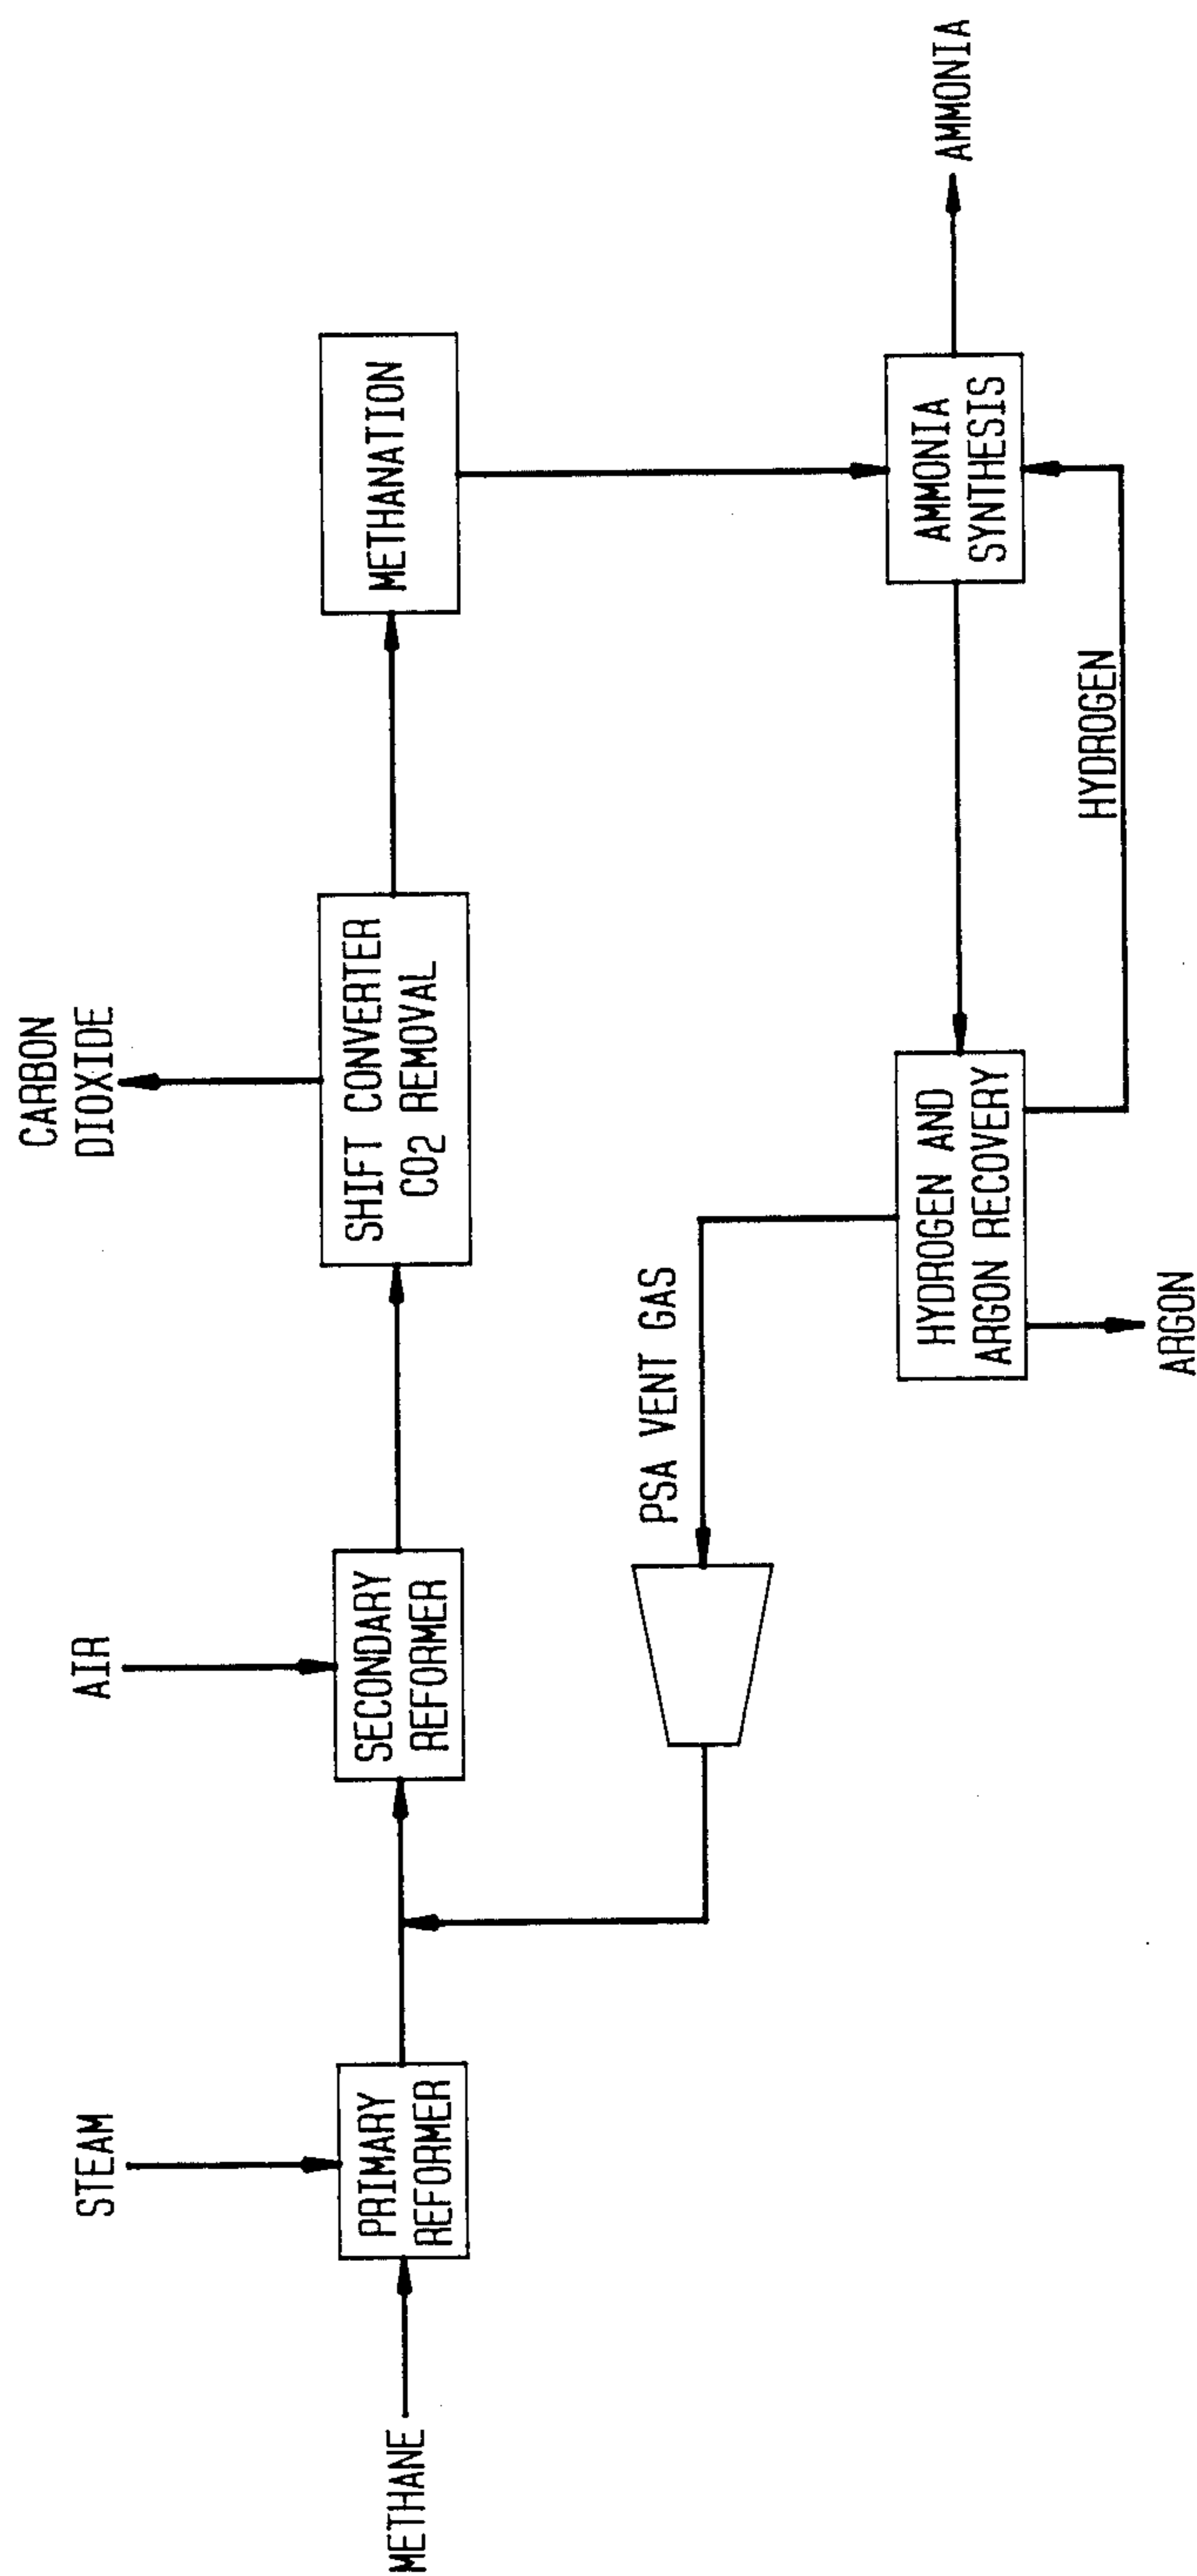 METHANE
STEAM
PRIMARY
REFORMER
AIR
SECONDARY
REFORMER
CARBON
DIOXIDE
SHIFT CONVERTER
CO2 REMOVAL
METHANATION
PSA VENT GAS
HYDROGEN AND
ARGON RECOVERY
ARGON
HYDROGEN
AMMONIA
SYNTHESIS
AMMONIA